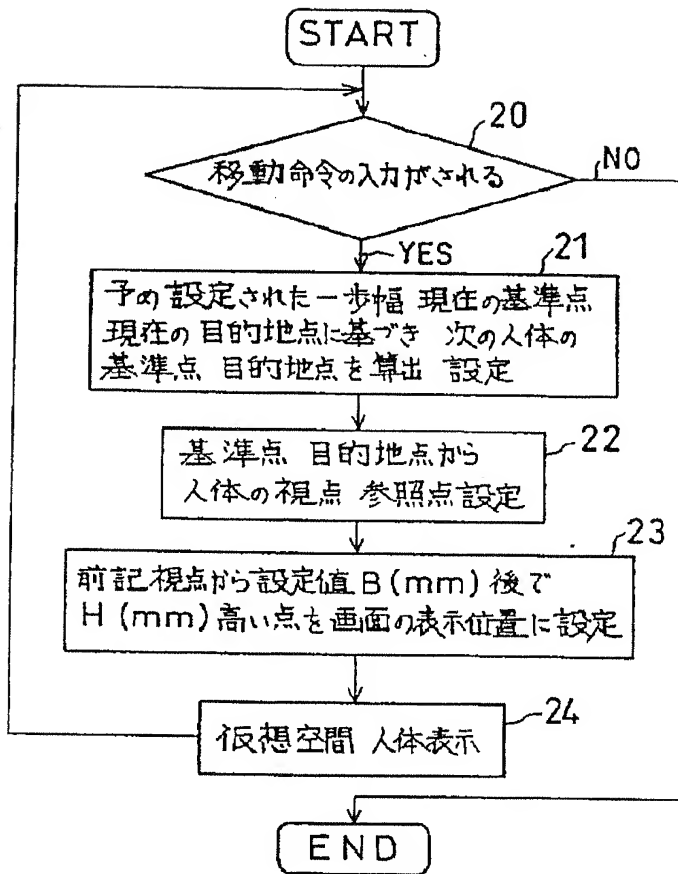 START
20
移動命令の入力がされる
NO
YES
21
予め設定された一歩幅 現在の基準点
現在の目的地点に基づき 次の人体の
基準点 目的地点を算出 設定
22
基準点 目的地点から
人体の視点 参照点設定
23
前記視点から設定値B(mm)後で
H(mm)高い点を画面の表示位置に設定
24
仮想空間 人体表示
END